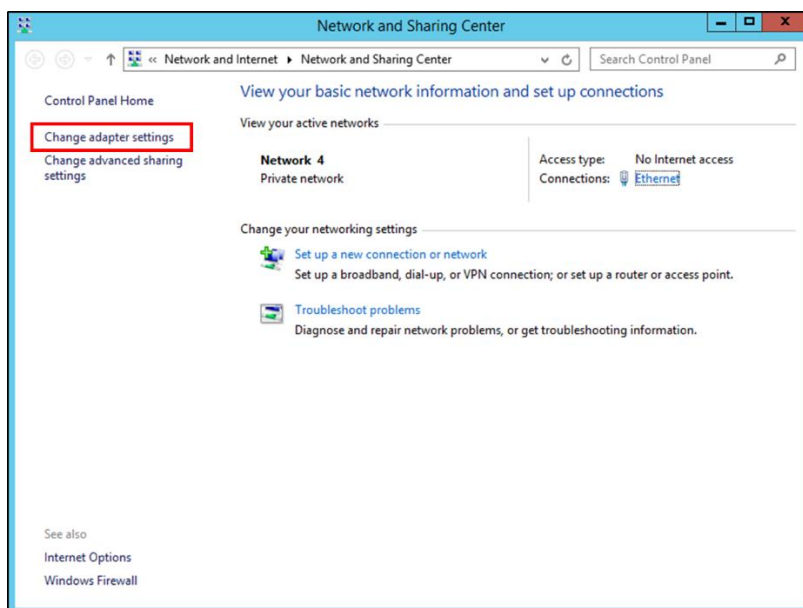 Network and Sharing Center
« Network and Internet ▸ Network and Sharing Center
Search Control Panel
Control Panel Home
Change adapter settings
Change advanced sharing
settings
View your basic network information and set up connections
View your active networks
Network 4
Private network
Access type: No Internet access
Connections: Ethernet
Change your networking settings
Set up a new connection or network
Set up a broadband, dial-up, or VPN connection; or set up a router or access point.
Troubleshoot problems
Diagnose and repair network problems, or get troubleshooting information.
See also
Internet Options
Windows Firewall